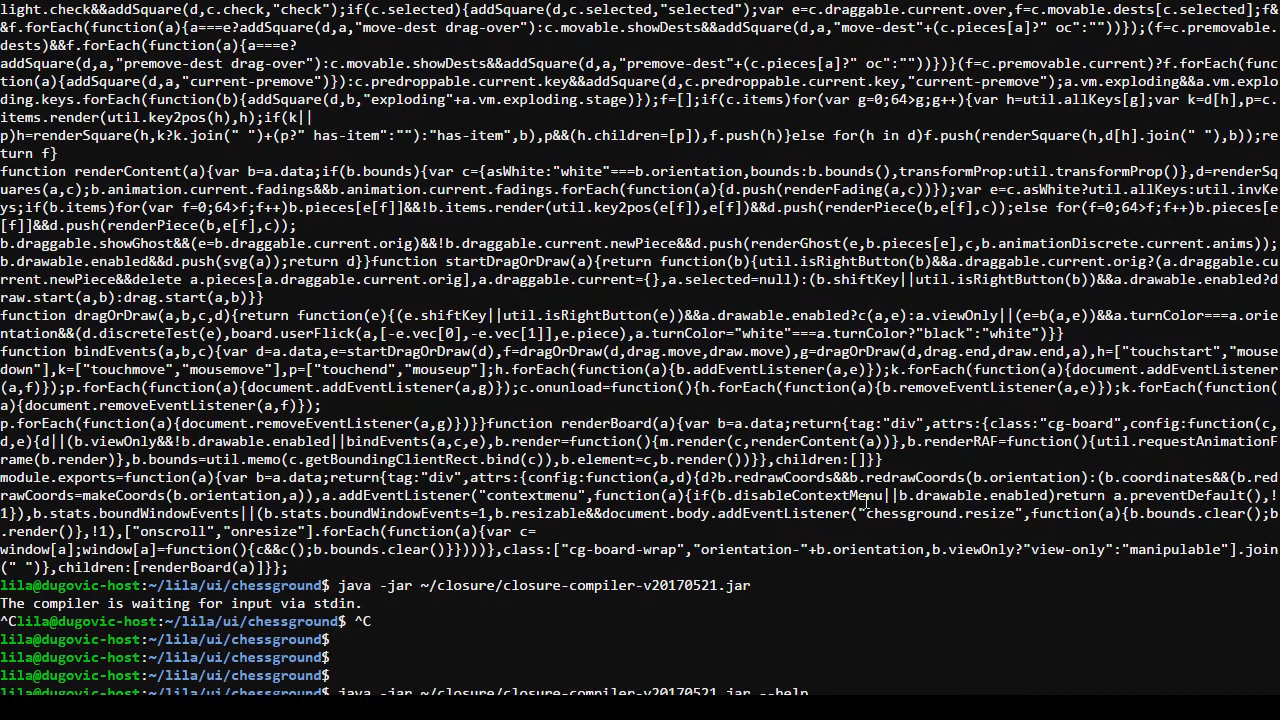 light.check&&addSquare(d,c.check,"check");if(c.selected){addSquare(d,c.selected,"selected");var e=c.draggable.current.over,f=c.movable.dests[c.selected];f&
&f.forEach(function(a){a===e?addSquare(d,a,"move-dest drag-over"):c.movable.showDests&&addSquare(d,a,"move-dest"+(c.pieces[a]?" oc":""))});(f=c.premovable.
dests)&&f.forEach(function(a){a===e?
addSquare(d,a,"premove-dest drag-over"):c.movable.showDests&&addSquare(d,a,"premove-dest"+(c.pieces[a]?" oc":""))})}(f=c.premovable.current)?f.forEach(func
tion(a){addSquare(d,a,"current-premove")}):c.predroppable.current.key&&addSquare(d,c.predroppable.current.key,"current-premove");a.vm.exploding&&a.vm.explo
ding.keys.forEach(function(b){addSquare(d,b,"exploding"+a.vm.exploding.stage)});f=[];if(c.items)for(var g=0;64>g;g++){var h=util.allKeys[g];var k=d[h],p=c.
items.render(util.key2pos(h),h);if(k||
p)h=renderSquare(h,k?k.join(" ")+(p?" has-item":""):"has-item",b),p&&(h.children=[p]),f.push(h)}else for(h in d)f.push(renderSquare(h,d[h].join(" "),b));re
turn f}
function renderContent(a){var b=a.data;if(b.bounds){var c={asWhite:"white"===b.orientation,bounds:b.bounds(),transformProp:util.transformProp()},d=renderSq
uares(a,c);b.animation.current.fadings&&b.animation.current.fadings.forEach(function(a){d.push(renderFading(a,c))});var e=c.asWhite?util.allKeys:util.invKe
ys;if(b.items)for(var f=0;64>f;f++)b.pieces[e[f]]&&!b.items.render(util.key2pos(e[f]),e[f])&&d.push(renderPiece(b,e[f],c));else for(f=0;64>f;f++)b.pieces[e
[f]]&&d.push(renderPiece(b,e[f],c));
b.draggable.showGhost&&(e=b.draggable.current.orig)&&!b.draggable.current.newPiece&&d.push(renderGhost(e,b.pieces[e],c,b.animationDiscrete.current.anims));
b.drawable.enabled&&d.push(svg(a));return d}}function startDragOrDraw(a){return function(b){util.isRightButton(b)&&a.draggable.current.orig?(a.draggable.cu
rrent.newPiece&&delete a.pieces[a.draggable.current.orig],a.draggable.current={},a.selected=null):(b.shiftKey||util.isRightButton(b))&&a.drawable.enabled?d
raw.start(a,b):drag.start(a,b)}}
function dragOrDraw(a,b,c,d){return function(e){(e.shiftKey||util.isRightButton(e))&&a.drawable.enabled?c(a,e):a.viewOnly||(e=b(a,e))&&a.turnColor===a.orie
ntation&&(d.discreteTest(e),board.userFlick(a,[-e.vec[0],-e.vec[1]],e.piece),a.turnColor="white"===a.turnColor?"black":"white")}}
function bindEvents(a,b,c){var d=a.data,e=startDragOrDraw(d),f=dragOrDraw(d,drag.move,draw.move),g=dragOrDraw(d,drag.end,draw.end,a),h=["touchstart","mouse
down"],k=["touchmove","mousemove"],p=["touchend","mouseup"];h.forEach(function(a){b.addEventListener(a,e)});k.forEach(function(a){document.addEventListener
(a,f)});p.forEach(function(a){document.addEventListener(a,g)});c.onunload=function(){h.forEach(function(a){b.removeEventListener(a,e)});k.forEach(function(
a){document.removeEventListener(a,f)});
p.forEach(function(a){document.removeEventListener(a,g)})}}function renderBoard(a){var b=a.data;return{tag:"div",attrs:{class:"cg-board",config:function(c,
d,e){d||(b.viewOnly&&!b.drawable.enabled||bindEvents(a,c,e),b.render=function(){m.render(c,renderContent(a))},b.renderRAF=function(){util.requestAnimationF
rame(b.render)},b.bounds=util.memo(c.getBoundingClientRect.bind(c)),b.element=c,b.render())}},children:[]}}
module.exports=function(a){var b=a.data;return{tag:"div",attrs:{config:function(a,d){d?b.redrawCoords&&b.redrawCoords(b.orientation):(b.coordinates&&(b.red
rawCoords=makeCoords(b.orientation,a)),a.addEventListener("contextmenu",function(a){if(b.disableContextMenu||b.drawable.enabled)return a.preventDefault(),!
1}),b.stats.boundWindowEvents||(b.stats.boundWindowEvents=1,b.resizable&&document.body.addEventListener("chessground.resize",function(a){b.bounds.clear();b
.render()},!1),["onscroll","onresize"].forEach(function(a){var c=
window[a];window[a]=function(){c&&c();b.bounds.clear()}})))},class:["cg-board-wrap","orientation-"+b.orientation,b.viewOnly?"view-only":"manipulable"].join
(" ")},children:[renderBoard(a)]}};
lila@dugovic-host:~/lila/ui/chessground$ java -jar ~/closure/closure-compiler-v20170521.jar
The compiler is waiting for input via stdin.
^Clila@dugovic-host:~/lila/ui/chessground$ ^C
lila@dugovic-host:~/lila/ui/chessground$
lila@dugovic-host:~/lila/ui/chessground$
lila@dugovic-host:~/lila/ui/chessground$
lila@dugovic-host:~/lila/ui/chessground$ java -jar ~/closure/closure-compiler-v20170521.jar --help